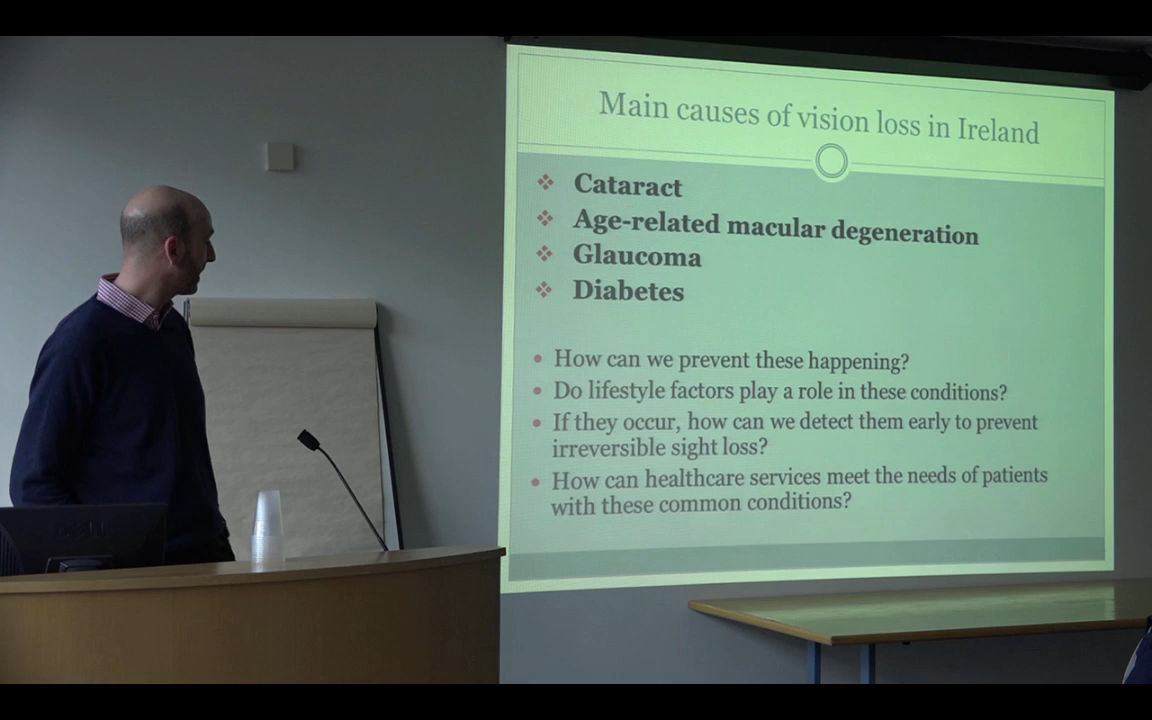 Main causes of vision loss in Ireland
Cataract
Age-related macular degeneration
Glaucoma
Diabetes
How can we prevent these happening?
Do lifestyle factors play a role in these conditions?
If they occur, how can we detect them early to prevent
irreversible sight loss?
How can healthcare services meet the needs of patients
with these common conditions?
DELL